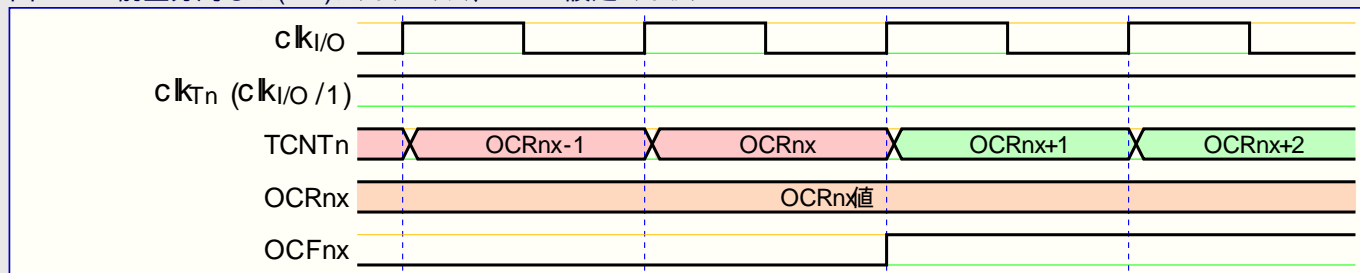 clkI/O
clkTn (clkI/O /1)
TCNTn OCRnx-1 OCRnx OCRnx+1 OCRnx+2
OCRnx OCRnx値
OCFnx